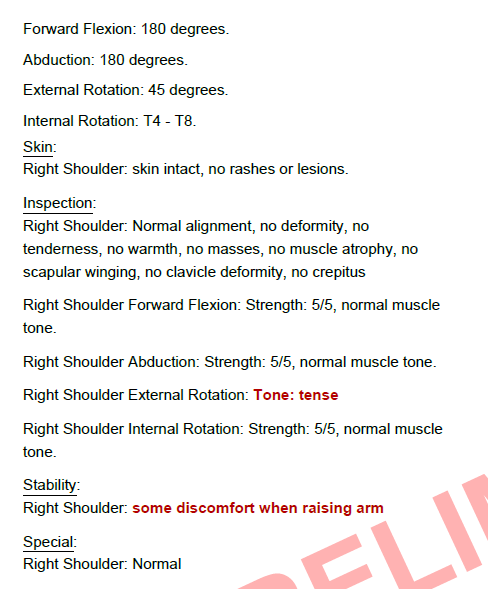 Forward Flexion: 180 degrees.
Abduction: 180 degrees.
External Rotation: 45 degrees.
Internal Rotation: T4 - T8.
Skin:
Right Shoulder: skin intact, no rashes or lesions.
Inspection:
Right Shoulder: Normal alignment, no deformity, no
tenderness, no warmth, no masses, no muscle atrophy, no
scapular winging, no clavicle deformity, no crepitus
Right Shoulder Forward Flexion: Strength: 5/5, normal muscle
tone.
Right Shoulder Abduction: Strength: 5/5, normal muscle tone.
Right Shoulder External Rotation: Tone: tense
Right Shoulder Internal Rotation: Strength: 5/5, normal muscle
tone.
Stability:
Right Shoulder: some discomfort when raising arm
Special:
Right Shoulder: Normal